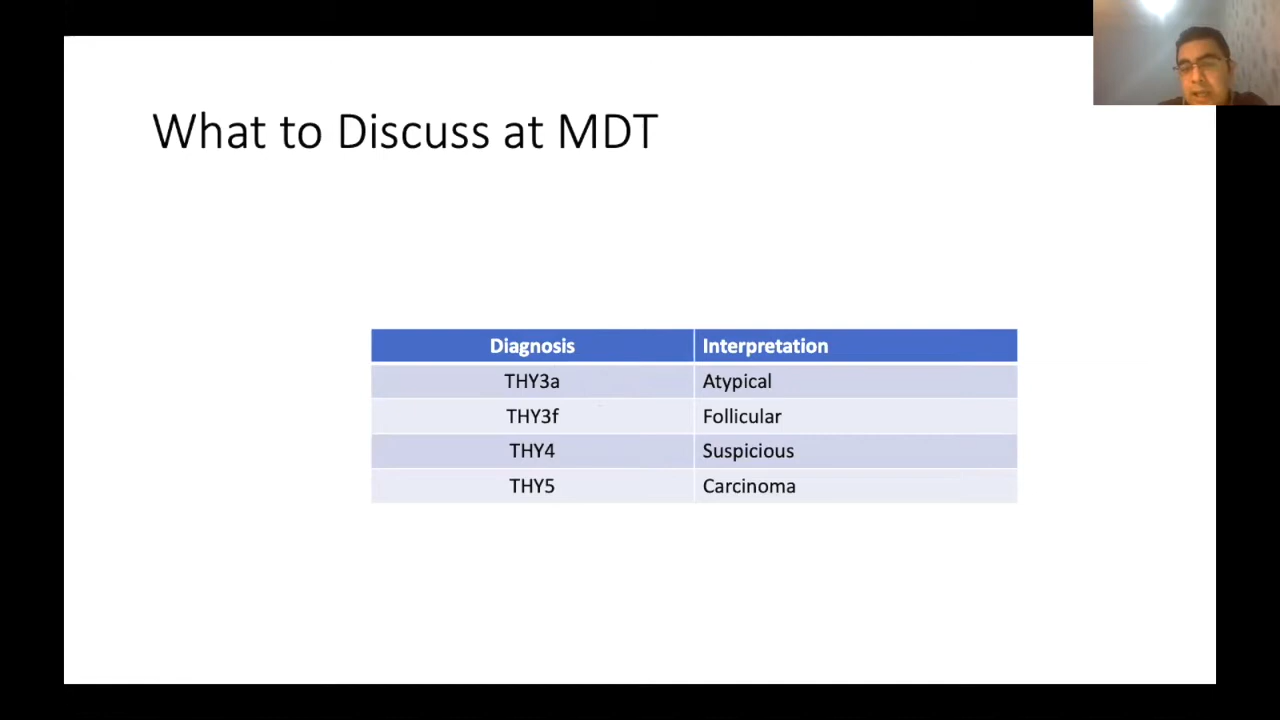 What to Discuss at MDT
Diagnosis Interpretation
THY3a Atypical
THY3f Follicular
THY4 Suspicious
THY5 Carcinoma